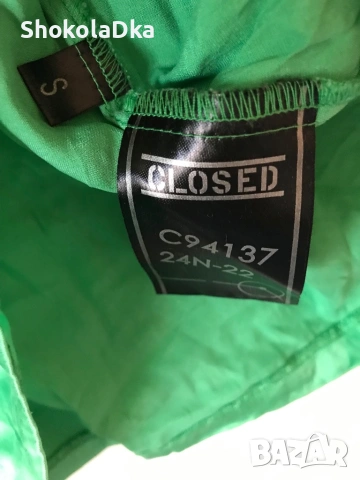 ShokolaDka
S
CLOSED
C94137
24N-22
BAZAR